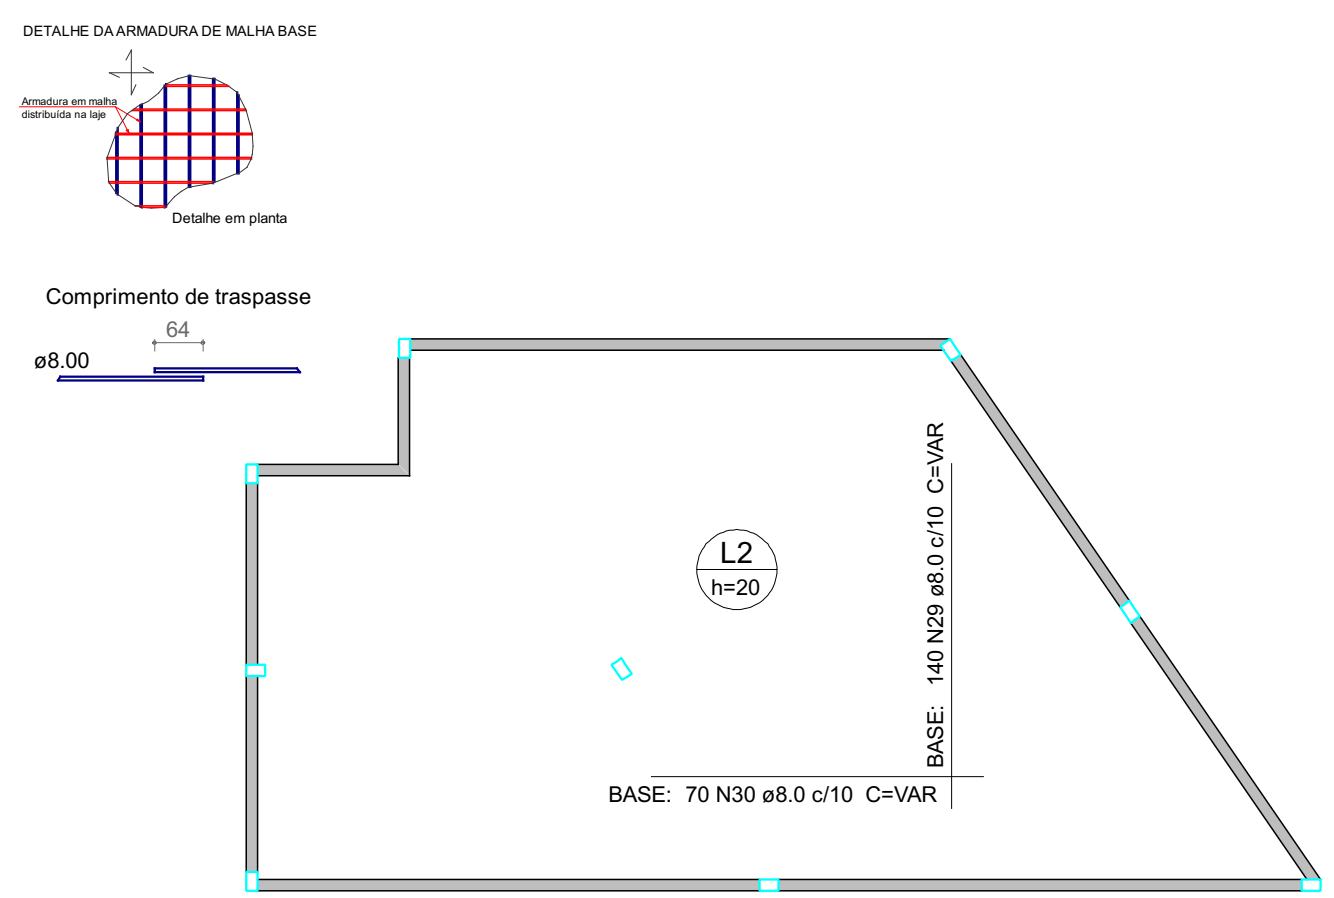 DETALHE DA ARMADURA DE MALHA BASE
Armadura em malha
distribuída na laje
Detalhe em planta
Comprimento de traspasse
64
ø8.00
L2
h=20
BASE: 140 N29 ø8.0 c/10 C=VAR
BASE: 70 N30 ø8.0 c/10 C=VAR